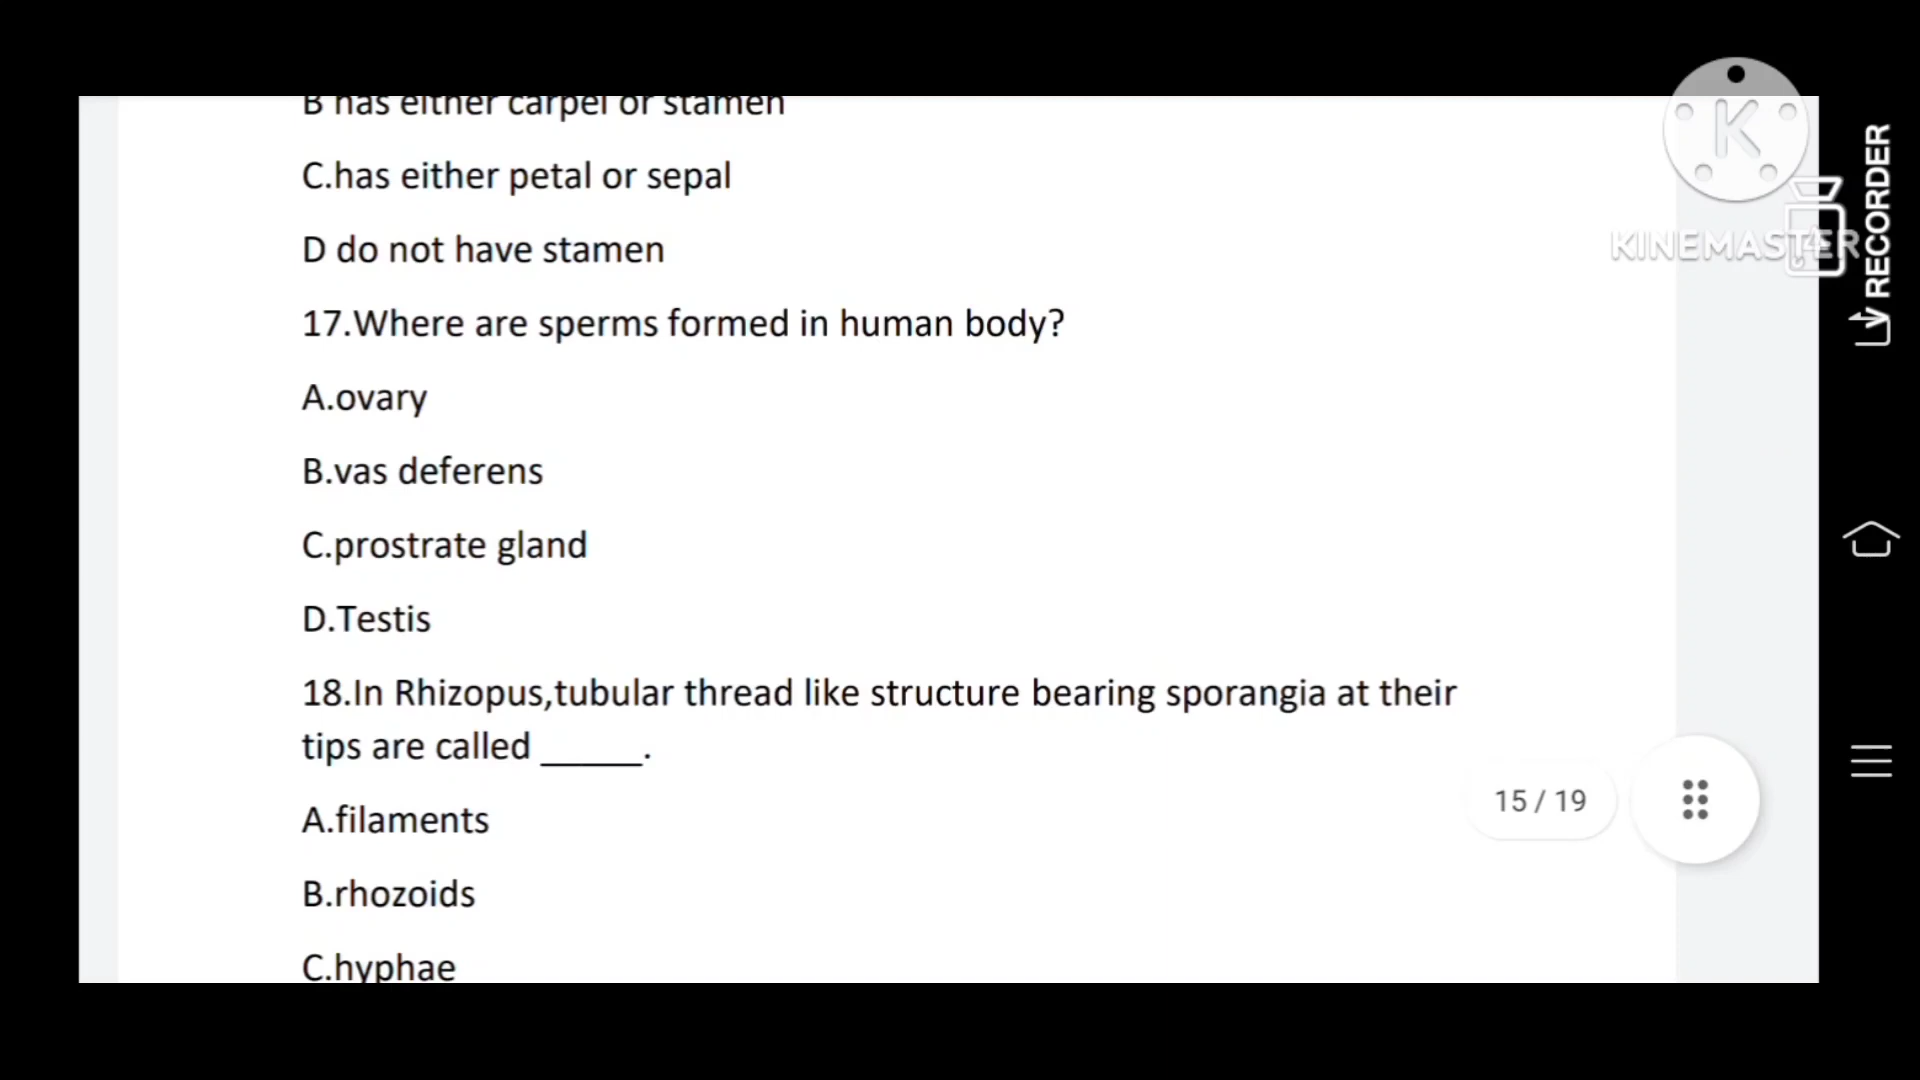 B has either carpel or stamen
C.has either petal or sepal
D do not have stamen
17.Where are sperms formed in human body?
A.ovary
B.vas deferens
C.prostrate gland
D.Testis
18.In Rhizopus,tubular thread like structure bearing sporangia at their
tips are called _____.
A.filaments
B.rhozoids
C.hyphae
15 / 19
K
KINEMASTER
V RECORDER